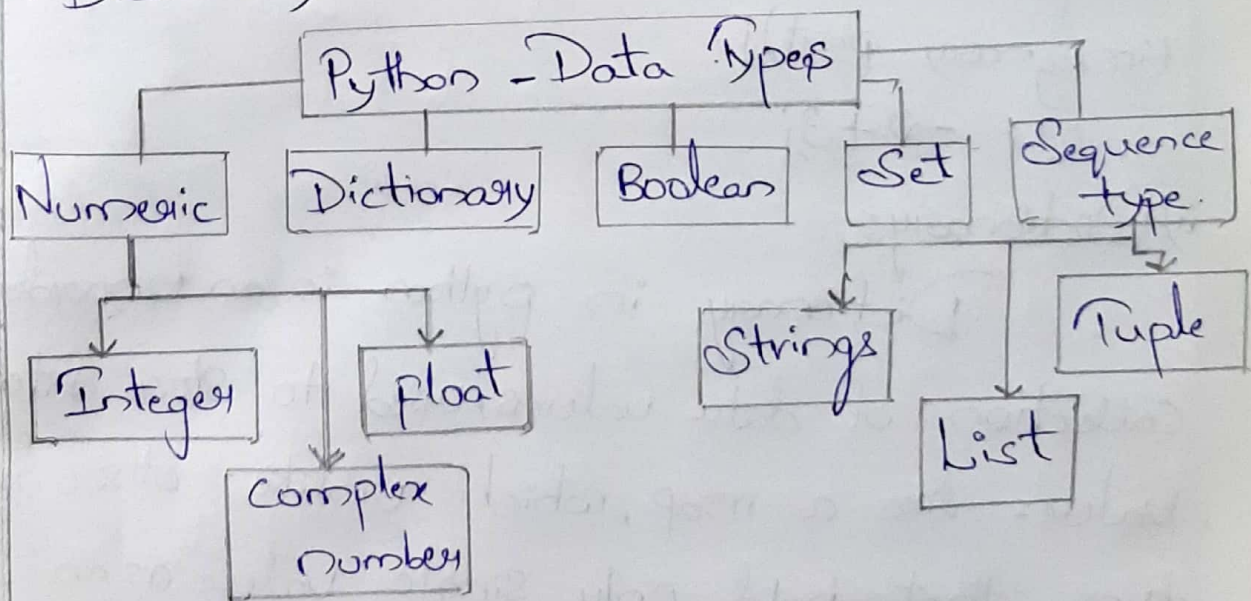 Python - Data Types
Numeric
Dictionary
Boolean
Set
Sequence
type.
Integer
float
Strings
Tuple
complex
number
List